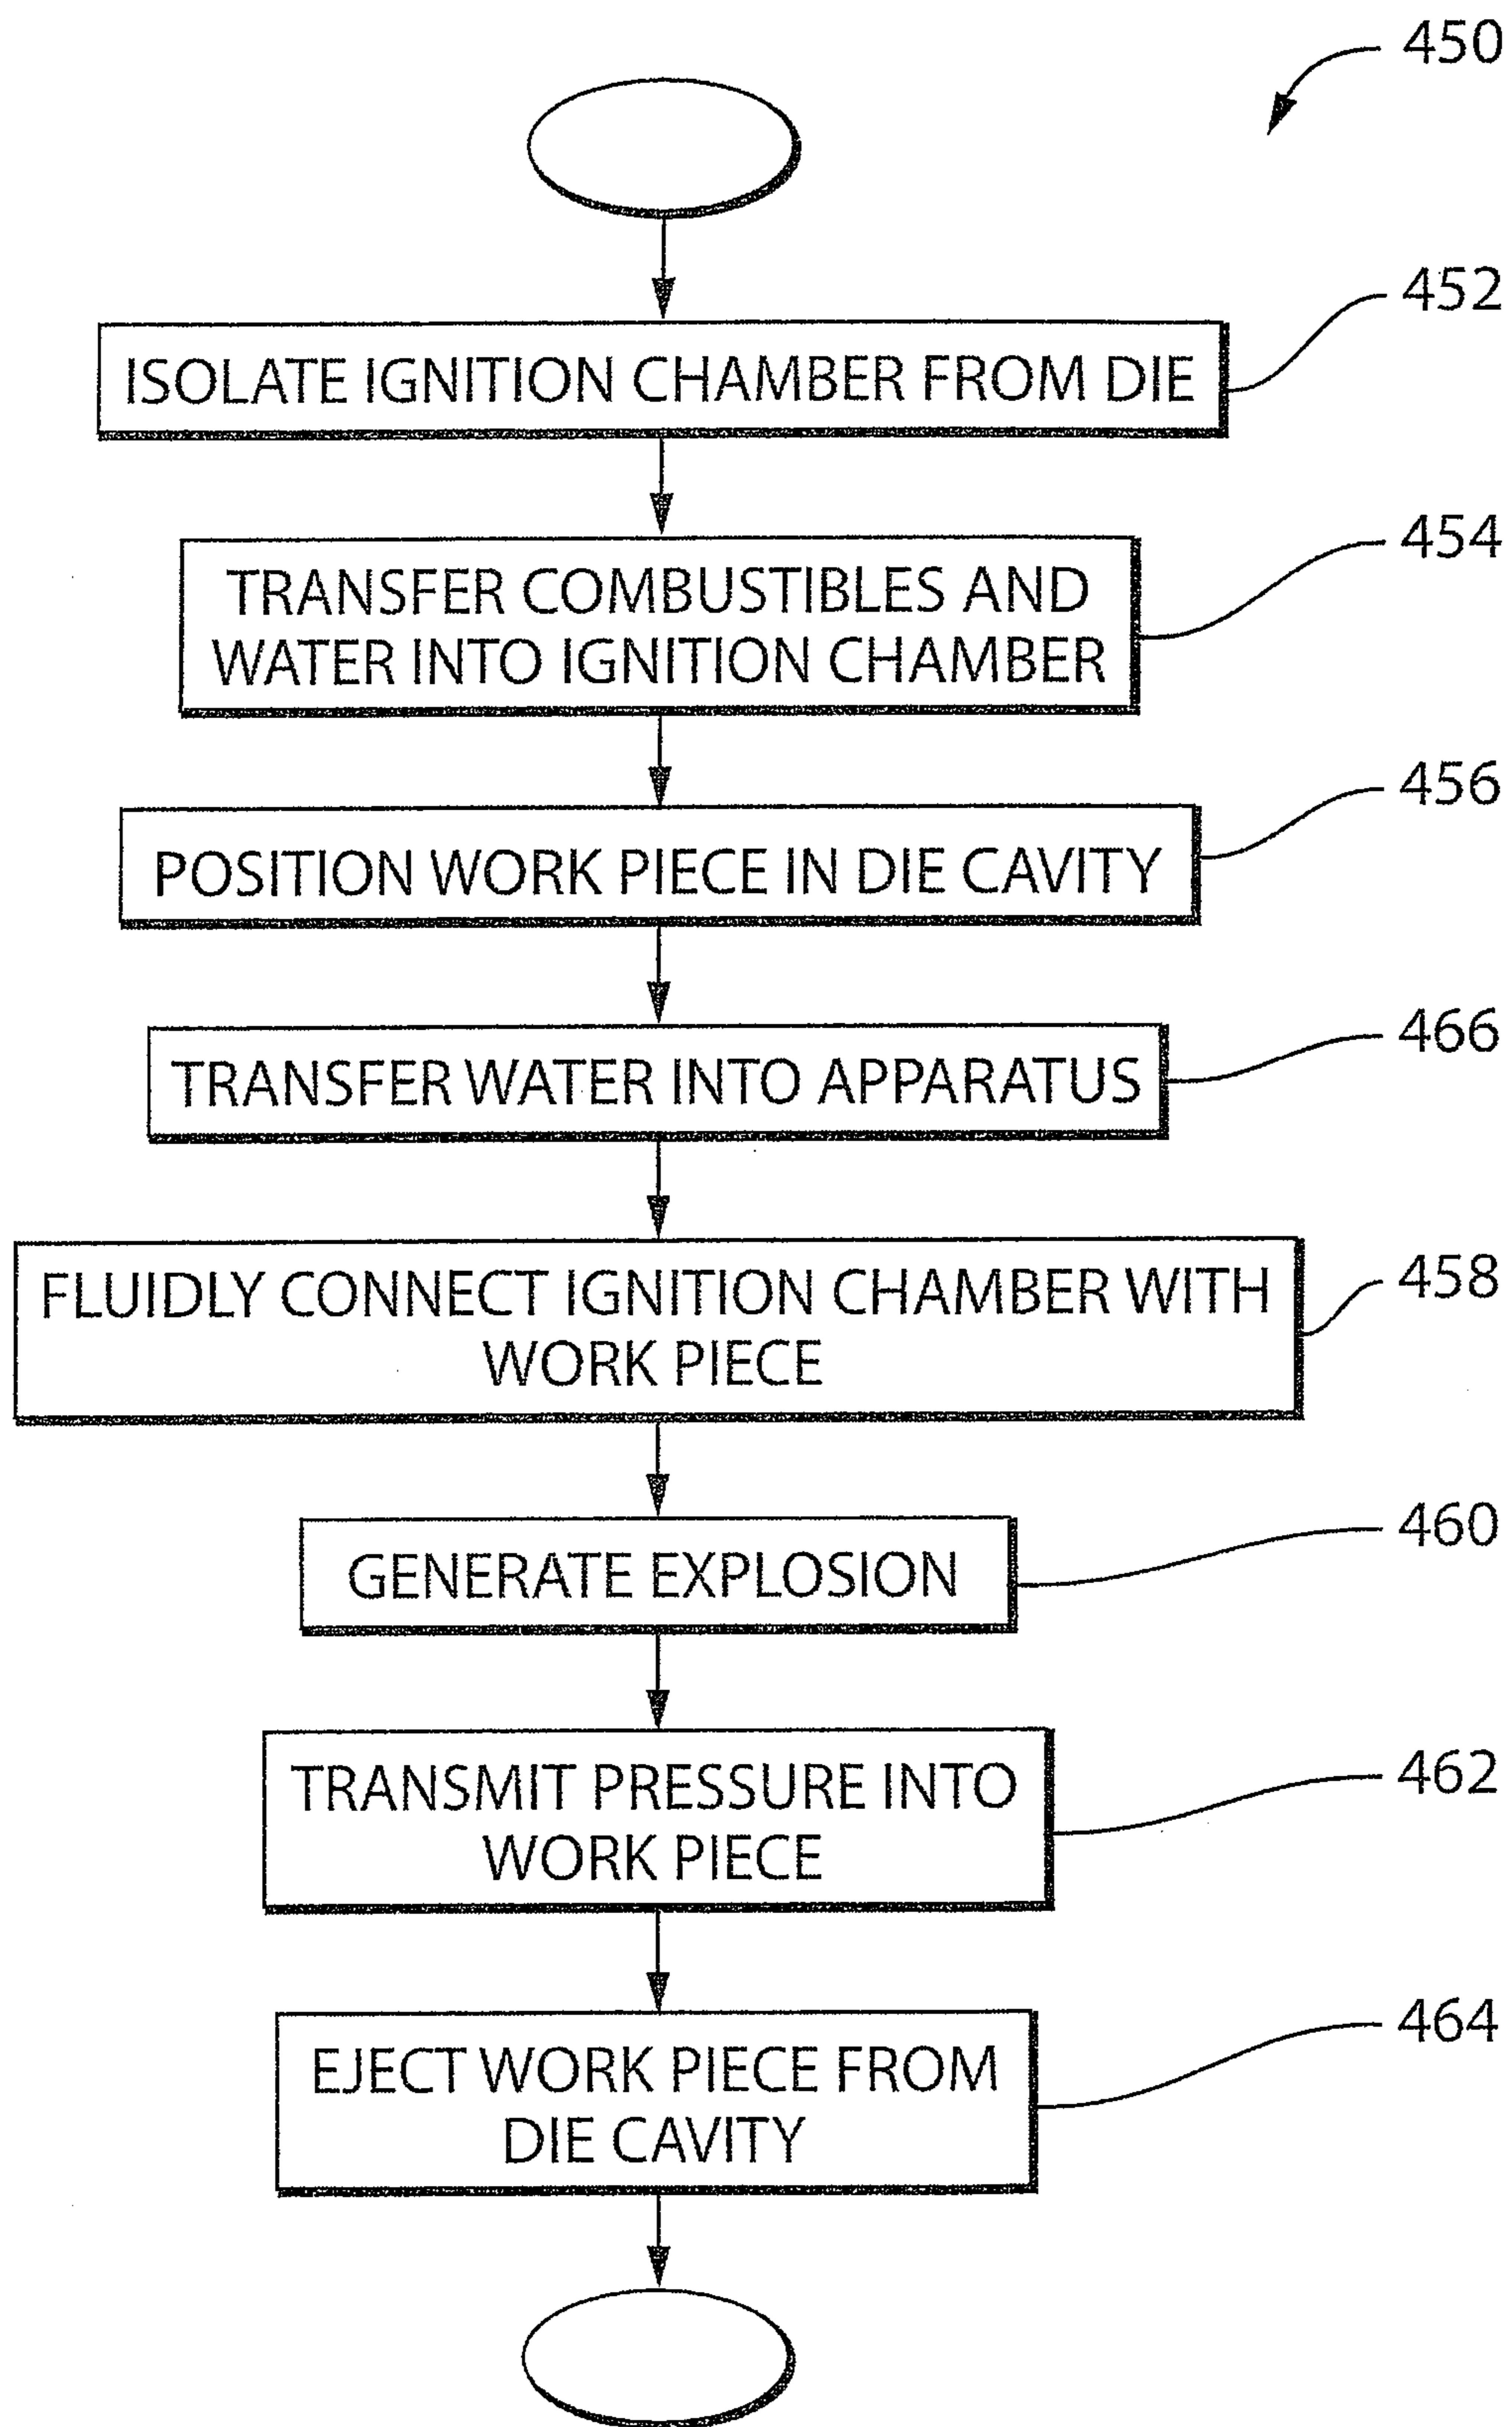 450
452
ISOLATE IGNITION CHAMBER FROM DIE
454
TRANSFER COMBUSTIBLES AND
WATER INTO IGNITION CHAMBER
456
POSITION WORK PIECE IN DIE CAVITY
466
TRANSFER WATER INTO APPARATUS
458
FLUIDLY CONNECT IGNITION CHAMBER WITH
WORK PIECE
460
GENERATE EXPLOSION
462
TRANSMIT PRESSURE INTO
WORK PIECE
464
EJECT WORK PIECE FROM
DIE CAVITY